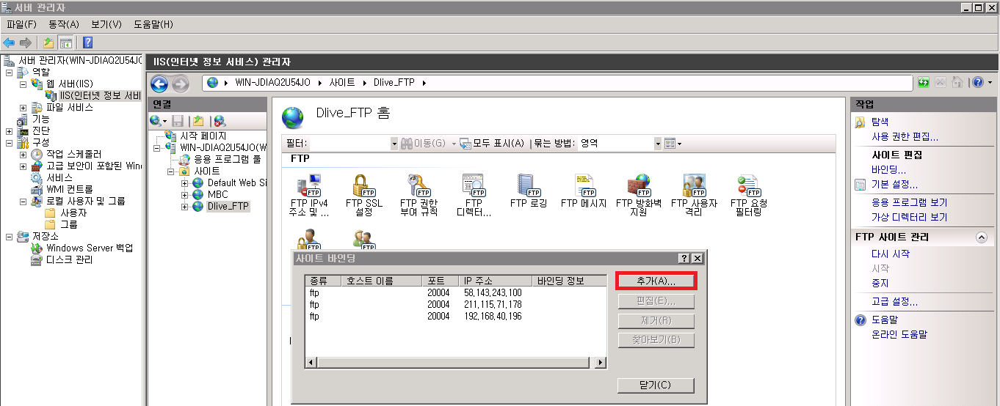 서버 관리자
파일(F) 동작(A) 보기(V) 도움말(H)
서버 관리자(WIN-JDIAQ2U54JO
역할
웹 서버(IIS)
IIS(인터넷 정보 서비
파일 서비스
기능
진단
구성
작업 스케줄러
고급 보안이 포함된 Wind
서비스
WMI 컨트롤
로컬 사용자 및 그룹
사용자
그룹
저장소
Windows Server 백업
디스크 관리
IIS(인터넷 정보 서비스) 관리자
WIN-JDIAQ2U54JO 사이트 Dlive_FTP
연결
시작 페이지
WIN-JDIAQ2U54JO(W
응용 프로그램 풀
사이트
Default Web Si
MBC
Dlive_FTP
Dlive_FTP 홈
필터: 이동(G) 모두 표시(A) 묶는 방법: 영역
FTP
FTP IPv4 주소 및 ...
FTP SSL 설정
FTP 권한 부여 규칙
FTP 디렉터...
FTP 로깅
FTP 메시지
FTP 방화벽 지원
FTP 사용자 격리
FTP 요청 필터링
사이트 바인딩
종류 호스트 이름 포트 IP 주소 바인딩 정보
ftp 20004 58,143,243,100
ftp 20004 211,115,71,178
ftp 20004 192,168,40,196
추가(A)...
편집(E)...
제거(R)
찾아보기(B)
닫기(C)
작업
탐색
사용 권한 편집...
사이트 편집
바인딩...
기본 설정...
응용 프로그램 보기
가상 디렉터리 보기
FTP 사이트 관리
다시 시작
시작
중지
고급 설정...
도움말
온라인 도움말